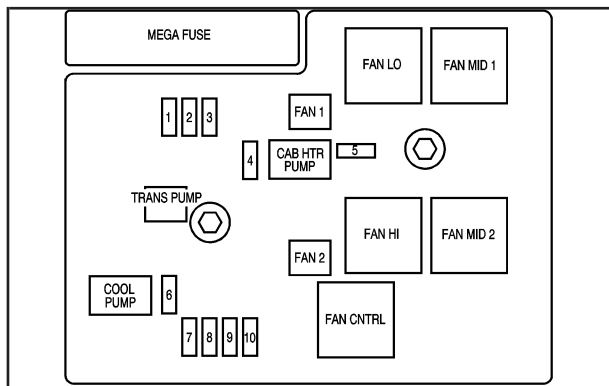 MEGA FUSE
FAN LO
FAN MID 1
1
2
3
FAN 1
4
CAB HTR
PUMP
5
TRANS PUMP
FAN HI
FAN MID 2
FAN 2
COOL
PUMP
6
FAN CNTRL
7
8
9
10